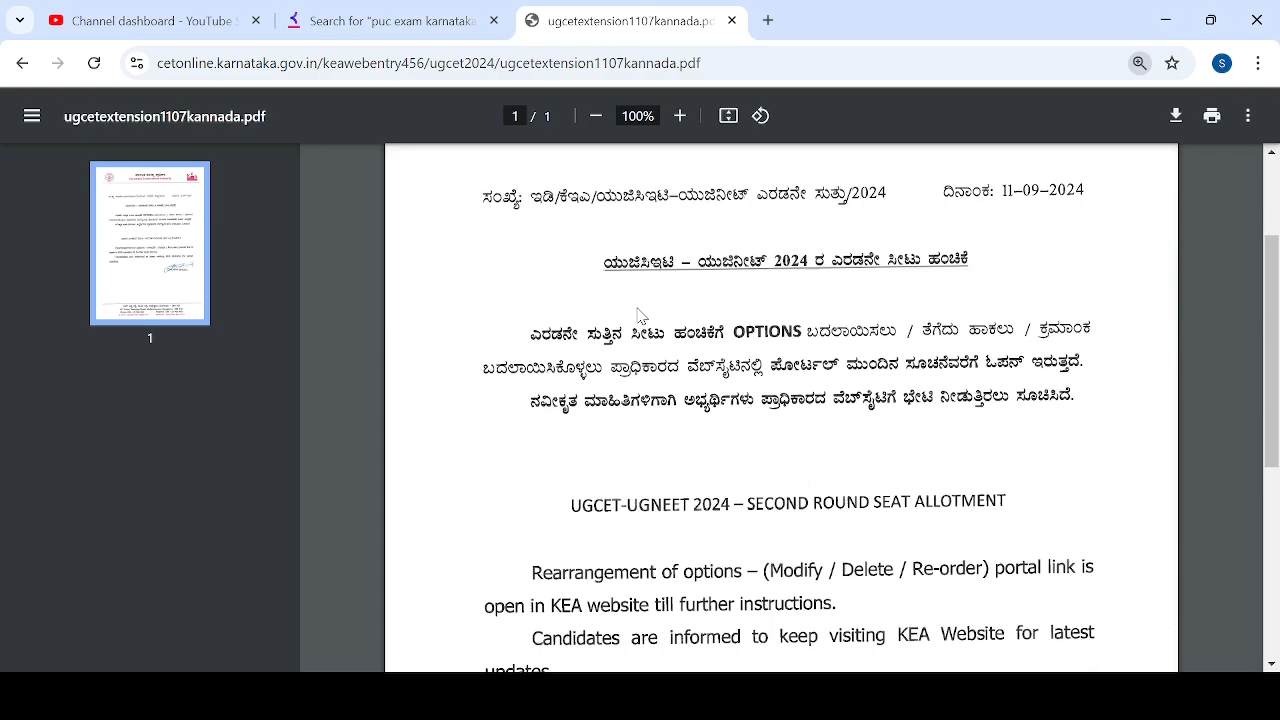 Channel dashboard - YouTube S
Search for "puc exam karnataka
ugcetextension1107kannada.pd
cetonline.karnataka.gov.in/keawebentry456/ugcet2024/ugcetextension1107kannada.pdf
S
ugcetextension1107kannada.pdf
1 / 1
100%
1
ಸಂಖ್ಯೆ: ಇಡಿ/ಕೆಇಎ/ಯುಜಿಸಿಇಟಿ–ಯುಜಿನೀಟ್ ಎರಡನೇ ಸುತ್ತು/2024 ದಿನಾಂಕ: 11–09–2024
ಯುಜಿಸಿಇಟಿ – ಯುಜಿನೀಟ್ 2024 ರ ಎರಡನೇ ಸೀಟು ಹಂಚಿಕೆ
ಎರಡನೇ ಸುತ್ತಿನ ಸೀಟು ಹಂಚಿಕೆಗೆ OPTIONS ಬದಲಾಯಿಸಲು / ತೆಗೆದು ಹಾಕಲು / ಕ್ರಮಾಂಕ
ಬದಲಾಯಿಸಿಕೊಳ್ಳಲು ಪ್ರಾಧಿಕಾರದ ವೆಬ್‌ಸೈಟಿನಲ್ಲಿ ಪೋರ್ಟಲ್ ಮುಂದಿನ ಸೂಚನೆವರೆಗೆ ಓಪನ್ ಇರುತ್ತದೆ.
ನವೀಕೃತ ಮಾಹಿತಿಗಳಿಗಾಗಿ ಅಭ್ಯರ್ಥಿಗಳು ಪ್ರಾಧಿಕಾರದ ವೆಬ್‌ಸೈಟಿಗೆ ಭೇಟಿ ನೀಡುತ್ತಿರಲು ಸೂಚಿಸಿದೆ.
UGCET-UGNEET 2024 – SECOND ROUND SEAT ALLOTMENT
Rearrangement of options – (Modify / Delete / Re-order) portal link is
open in KEA website till further instructions.
Candidates are informed to keep visiting KEA Website for latest
updates